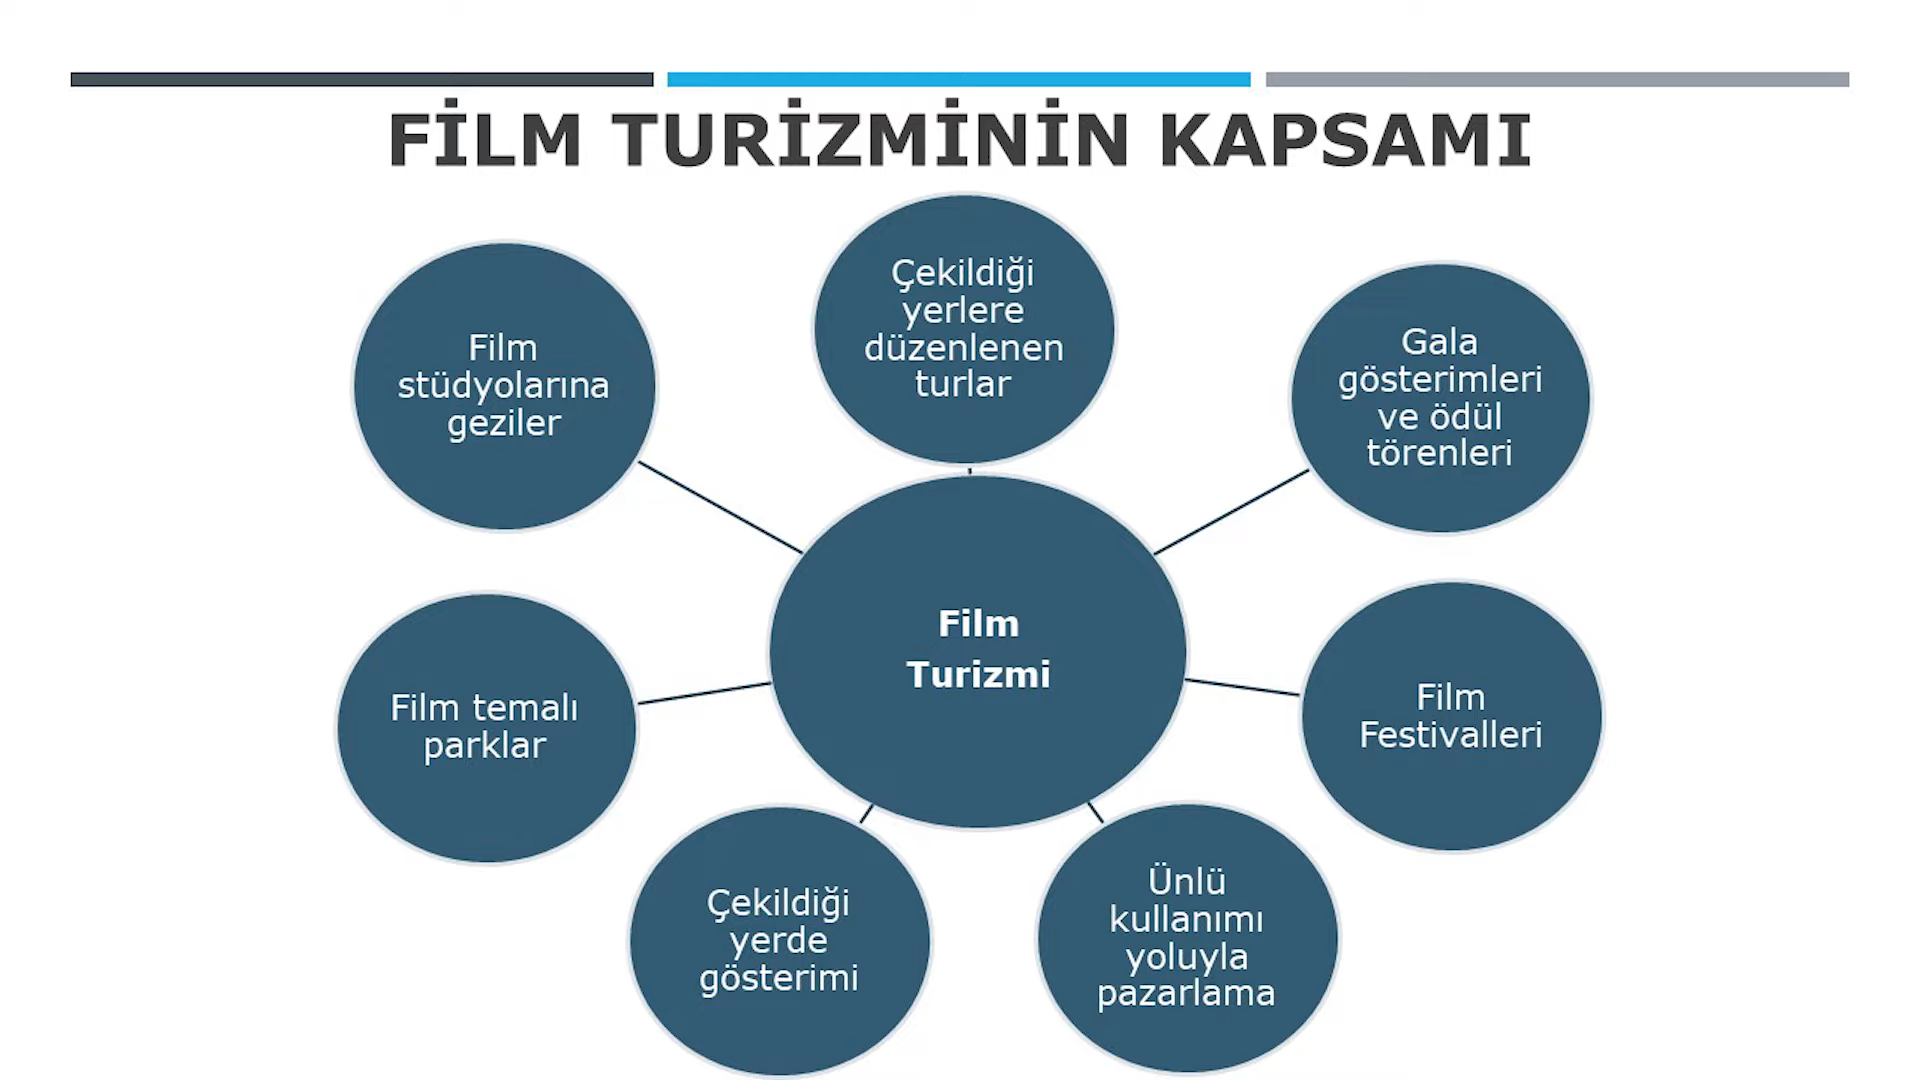 FİLM TURİZMİNİN KAPSAMI
Çekildiği
yerlere
düzenlenen
turlar
Gala
gösterimleri
ve ödül
törenleri
Film
Festivalleri
Ünlü
kullanımı
yoluyla
pazarlama
Çekildiği
yerde
gösterimi
Film temalı
parklar
Film
stüdyolarına
geziler
Film
Turizmi